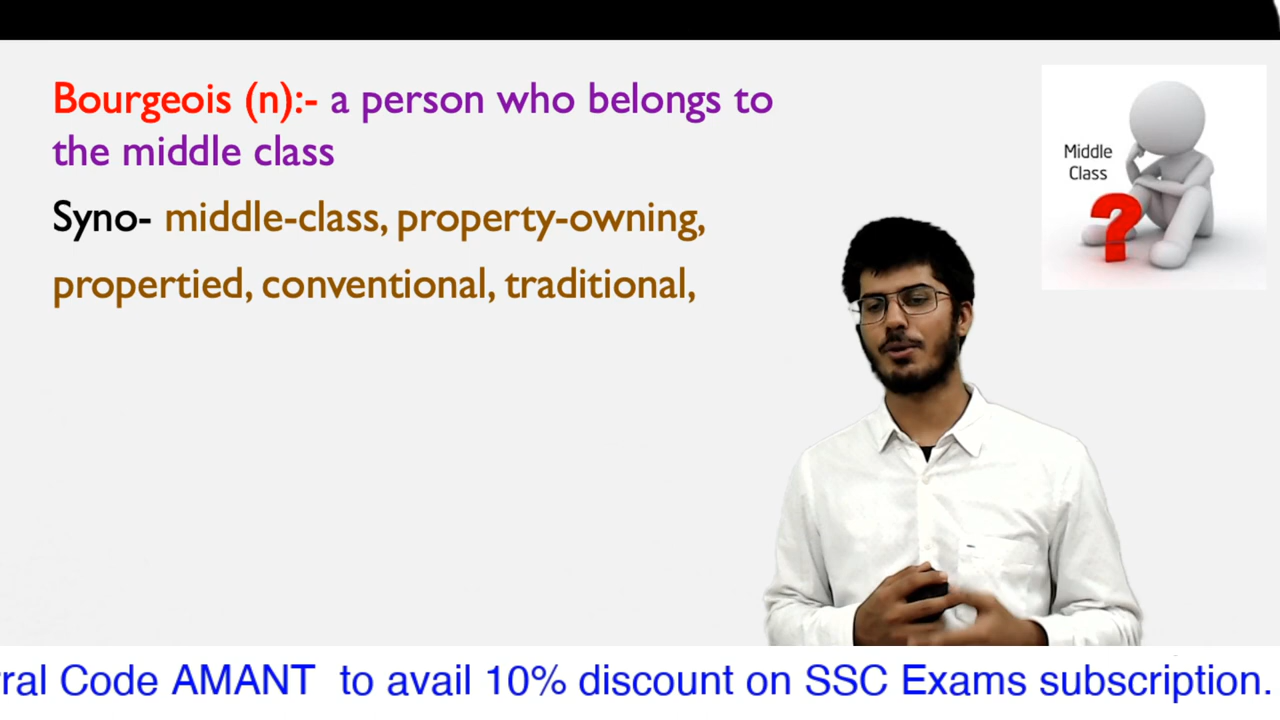 Bourgeois (n):- a person who belongs to
the middle class
Syno- middle-class, property-owning,
propertied, conventional, traditional,
Middle
Class
?
Code AMANT to avail 10% discount on SSC Exams subscription.